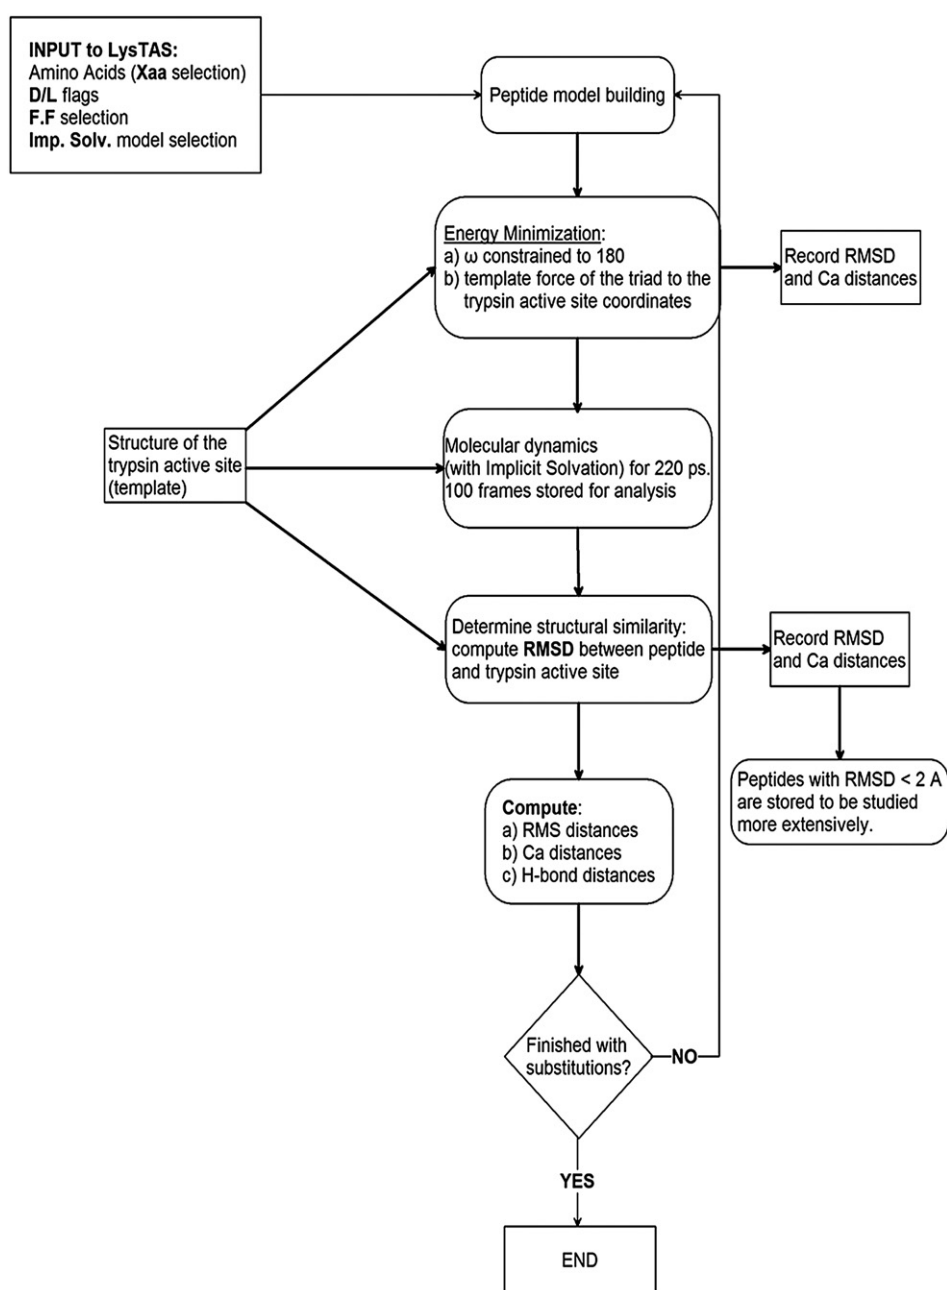 INPUT to LysTAS:
Amino Acids (Xaa selection)
D/L flags
F.F selection
Imp. Solv. model selection
Peptide model building
Energy Minimization:
a) ω constrained to 180
b) template force of the triad to the
trypsin active site coordinates
Record RMSD
and Ca distances
Structure of the
trypsin active site
(template)
Molecular dynamics
(with Implicit Solvation) for 220 ps.
100 frames stored for analysis
Determine structural similarity:
compute RMSD between peptide
and trypsin active site
Record RMSD
and Ca distances
Peptides with RMSD < 2 A
are stored to be studied
more extensively.
Compute:
a) RMS distances
b) Ca distances
c) H-bond distances
Finished with
substitutions?
NO
YES
END